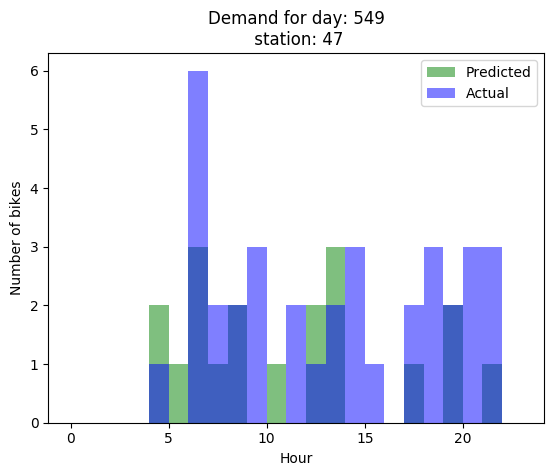 Demand for day: 549
station: 47
Predicted
Actual
Number of bikes
6
5
4
3
2
1
0
0
5
10
15
20
Hour